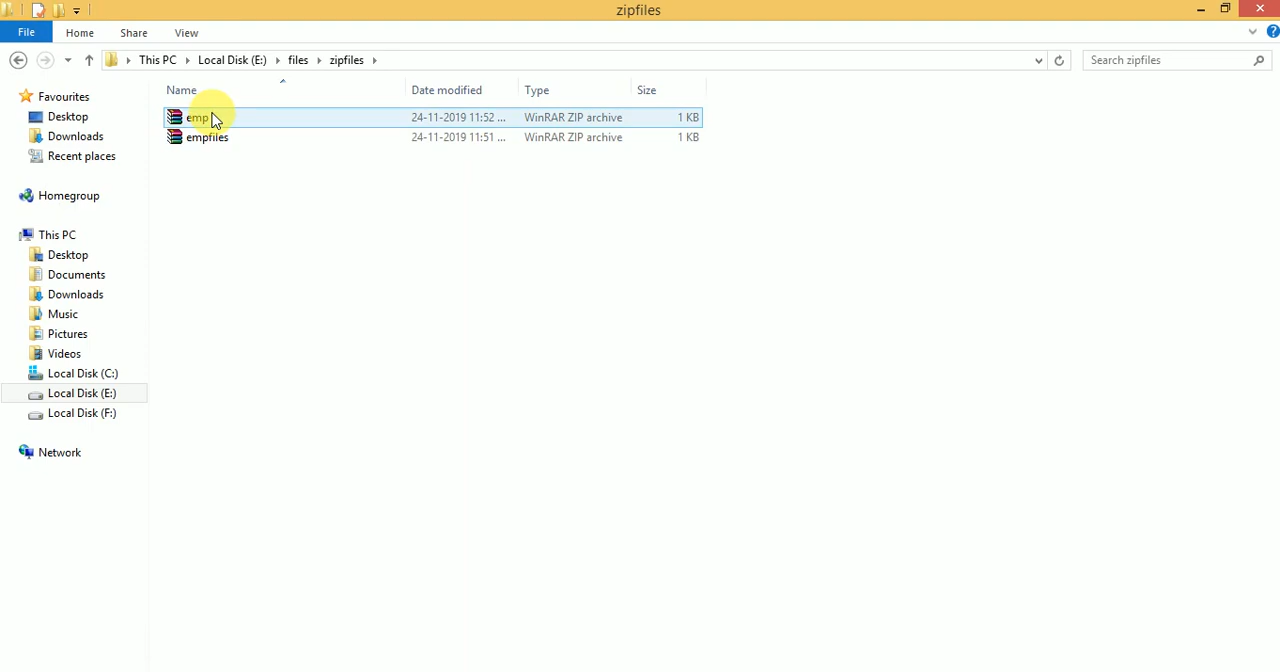 zipfiles
File Home Share View
This PC Local Disk (E:) files zipfiles Search zipfiles
Name Date modified Type Size
emp 24-11-2019 11:52 ... WinRAR ZIP archive 1 KB
empfiles 24-11-2019 11:51 ... WinRAR ZIP archive 1 KB
Favourites
Desktop
Downloads
Recent places
Homegroup
This PC
Desktop
Documents
Downloads
Music
Pictures
Videos
Local Disk (C:)
Local Disk (E:)
Local Disk (F:)
Network